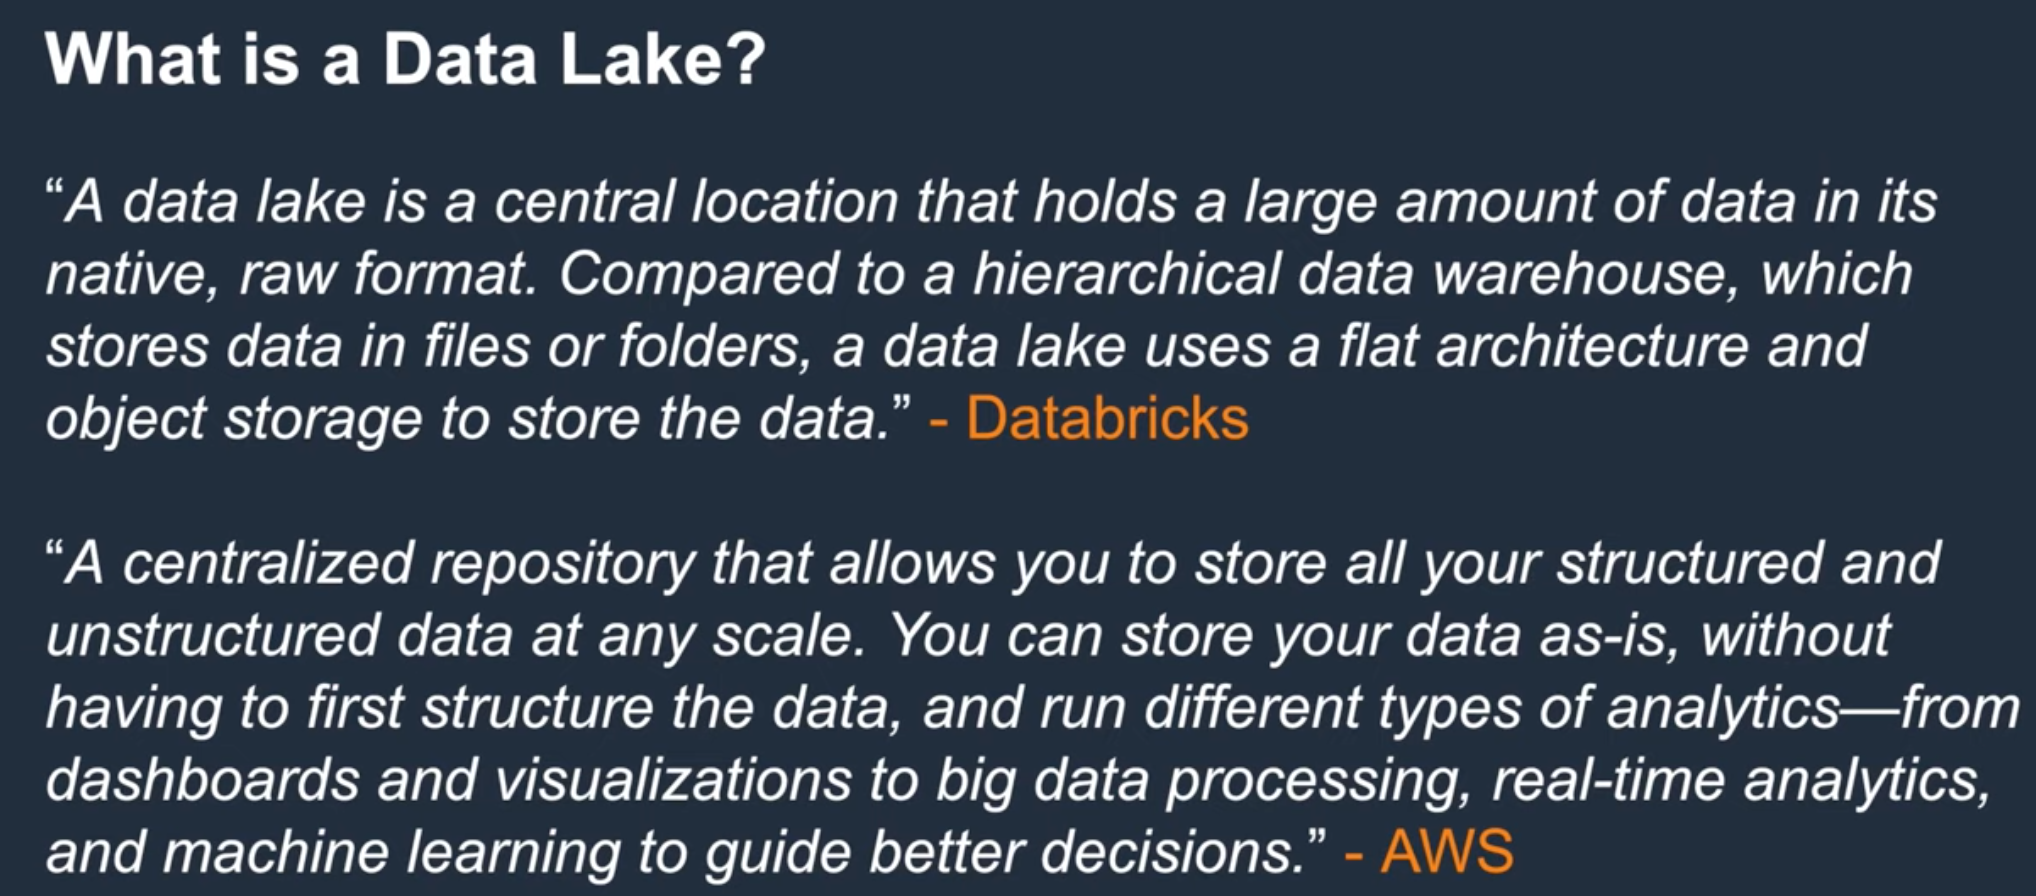 What is a Data Lake?
“A data lake is a central location that holds a large amount of data in its
native, raw format. Compared to a hierarchical data warehouse, which
stores data in files or folders, a data lake uses a flat architecture and
object storage to store the data.” - Databricks
“A centralized repository that allows you to store all your structured and
unstructured data at any scale. You can store your data as-is, without
having to first structure the data, and run different types of analytics—from
dashboards and visualizations to big data processing, real-time analytics,
and machine learning to guide better decisions.” - AWS